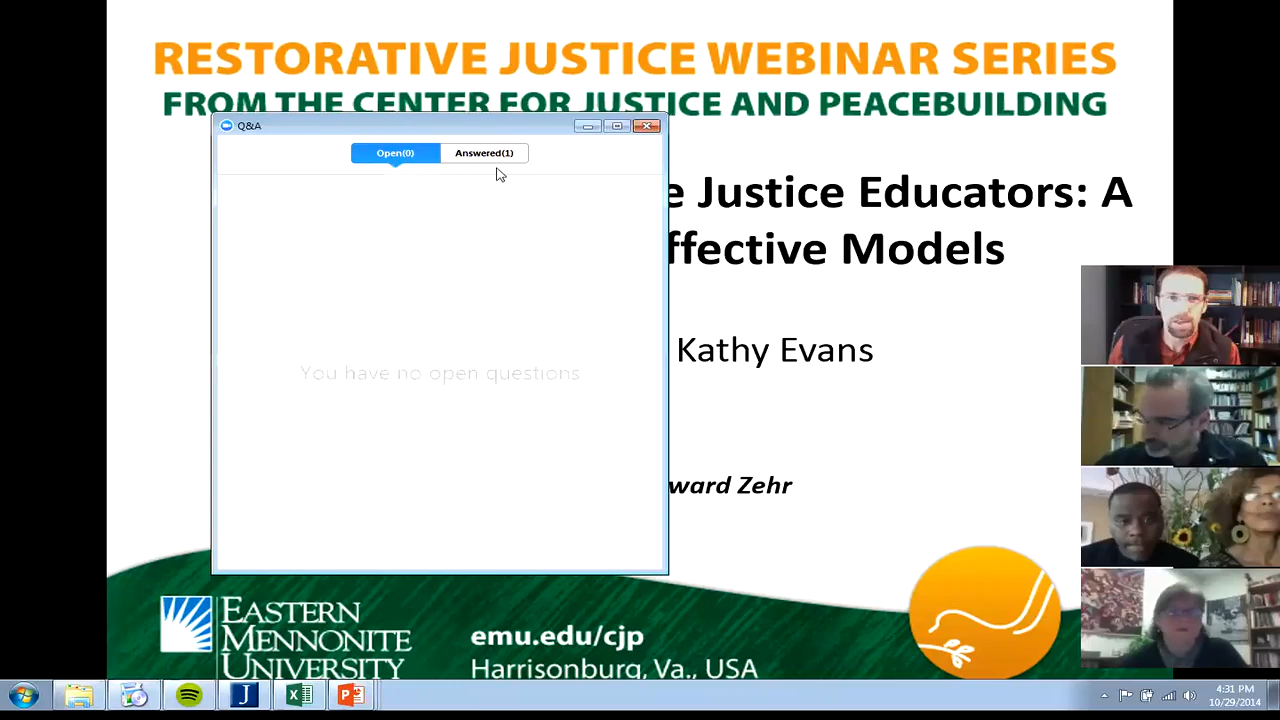 RESTORATIVE JUSTICE WEBINAR SERIES
FROM THE CENTER FOR JUSTICE AND PEACEBUILDING
Q&A
Open(0) Answered(1)
e Justice Educators: A
ffective Models
Kathy Evans
You have no open questions
ward Zehr
EASTERN
MENNONITE
UNIVERSITY
emu.edu/cjp
Harrisonburg, Va., USA
4:31 PM
10/29/2014